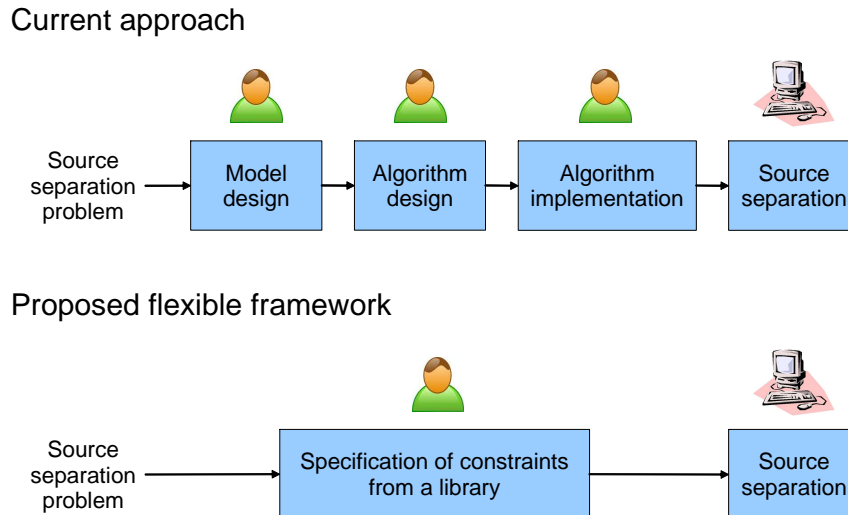 Current approach
Source
separation
problem
Model
design
Algorithm
design
Algorithm
implementation
Source
separation
Proposed flexible framework
Source
separation
problem
Specification of constraints
from a library
Source
separation